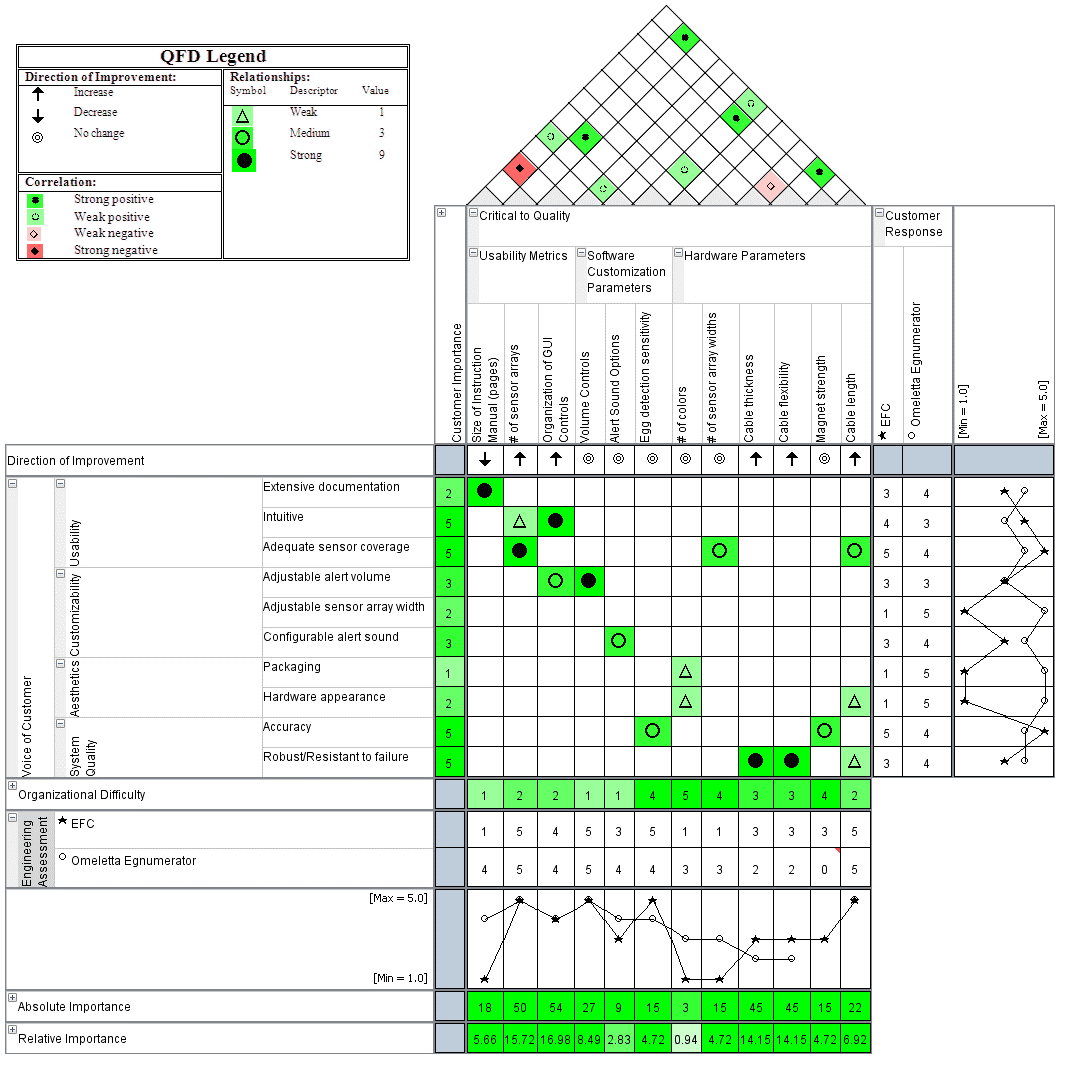 QFD Legend
Direction of Improvement:
Increase
Decrease
No change
Relationships:
Symbol Descriptor Value
Weak 1
Medium 3
Strong 9
Correlation:
Strong positive
Weak positive
Weak negative
Strong negative
Critical to Quality
Customer
Response
Usability Metrics
Software
Customization
Parameters
Hardware Parameters
Customer Importance
Size of Instruction
Manual (pages)
# of sensor arrays
Organization of GUI
Controls
Volume Controls
Alert Sound Options
Egg detection sensitivity
# of colors
# of sensor array widths
Cable thickness
Cable flexibility
Magnet strength
Cable length
EFC
Omeletta Egnumerator
[Min = 1.0]
[Max = 5.0]
Direction of Improvement
Voice of Customer
Usability
Extensive documentation 2 3 4
Intuitive 5 4 3
Adequate sensor coverage 5 5 4
Customizability
Adjustable alert volume 3 3 3
Adjustable sensor array width 2 1 5
Configurable alert sound 3 3 4
Aesthetics
Packaging 1 1 5
Hardware appearance 2 1 5
System
Quality
Accuracy 5 5 4
Robust/Resistant to failure 5 3 4
Organizational Difficulty 1 2 2 1 1 4 5 4 3 3 4 2
Engineering
Assessment
EFC 1 5 4 5 3 5 1 1 3 3 3 5
Omeletta Egnumerator 4 5 4 5 4 4 3 3 2 2 0 5
[Max = 5.0]
[Min = 1.0]
Absolute Importance 18 50 54 27 9 15 3 15 45 45 15 22
Relative Importance 5.66 15.72 16.98 8.49 2.83 4.72 0.94 4.72 14.15 14.15 4.72 6.92